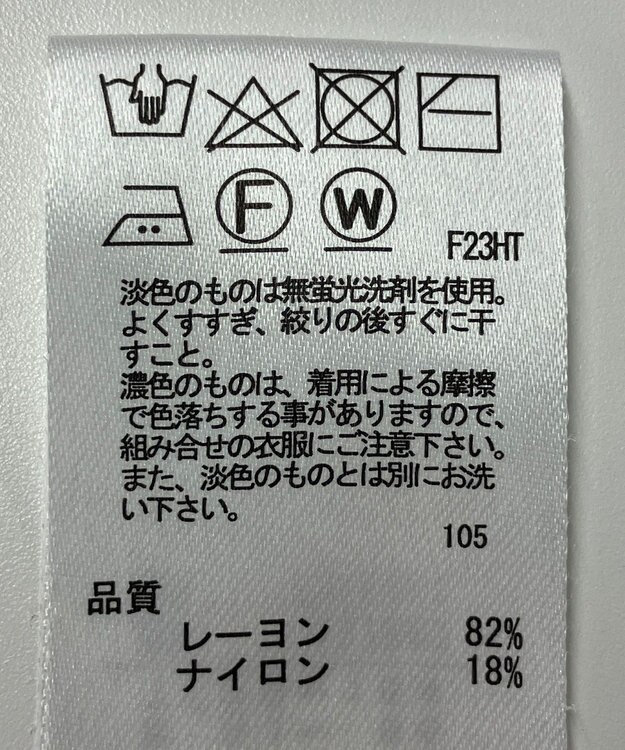 F
W
F23HT
淡色のものは無蛍光洗剤を使用。
よくすすぎ、絞りの後すぐに干
すこと。
濃色のものは、着用による摩擦
で色落ちする事がありますので、
組み合せの衣服にご注意下さい。
また、淡色のものとは別にお洗
い下さい。
105
品質
レーヨン 82%
ナイロン 18%